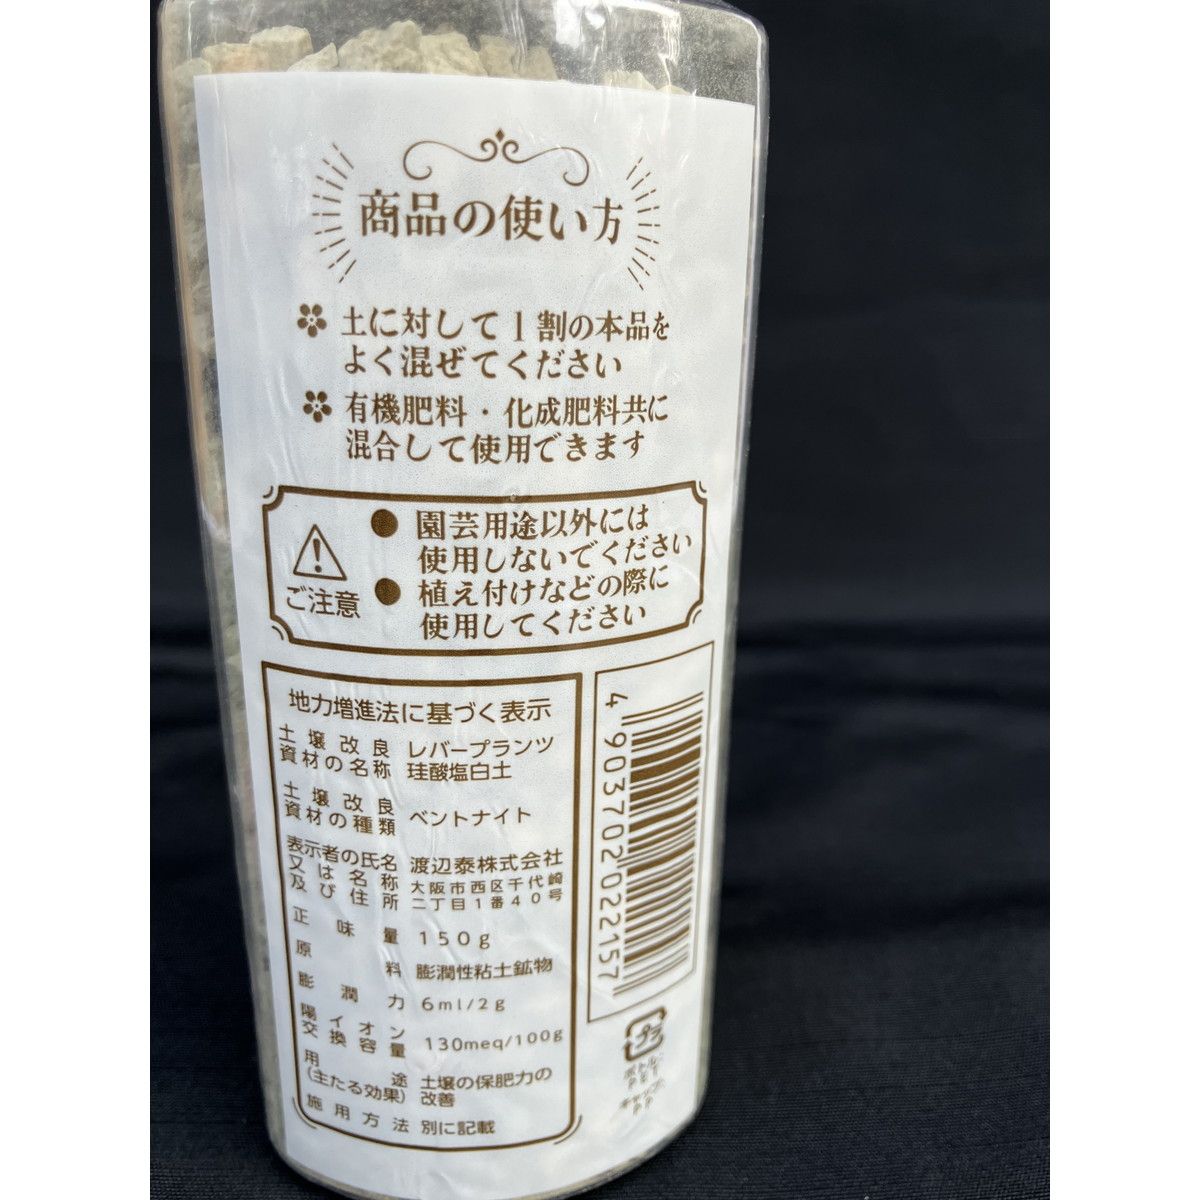 商品の使い方
土に対して1割の本品を
よく混ぜてください
有機肥料・化成肥料共に
混合して使用できます
ご注意
● 園芸用途以外には
使用しないでください
● 植え付けなどの際に
使用してください
地力増進法に基づく表示
土壌改良 レバープランツ
資材の名称 珪酸塩白土
土壌改良
資材の種類 ベントナイト
表示者の氏名 渡辺泰株式会社
又は名称 大阪市西区千代崎
及び住所 二丁目1番40号
正味量 150g
原料 膨潤性粘土鉱物
膨潤力 6ml/2g
陽イオン
交換容量 130meq/100g
用途 土壌の保肥力の
(主たる効果) 改善
施用方法 別に記載
4903702022157
プラ
ボトル:
PET
キャップ:
PP